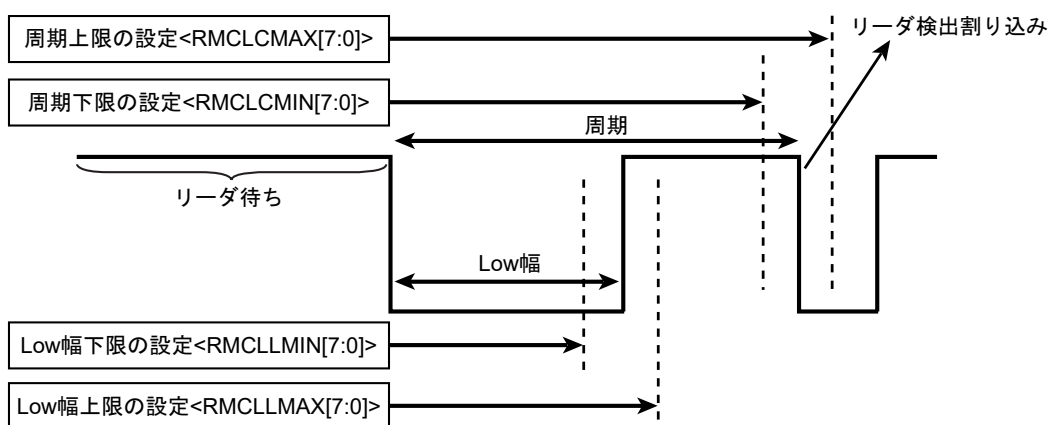 周期上限の設定<RMCLCMAX[7:0]>
リーダ検出割り込み
周期下限の設定<RMCLCMIN[7:0]>
周期
リーダ待ち
Low幅
Low幅下限の設定<RMCLLMIN[7:0]>
Low幅上限の設定<RMCLLMAX[7:0]>